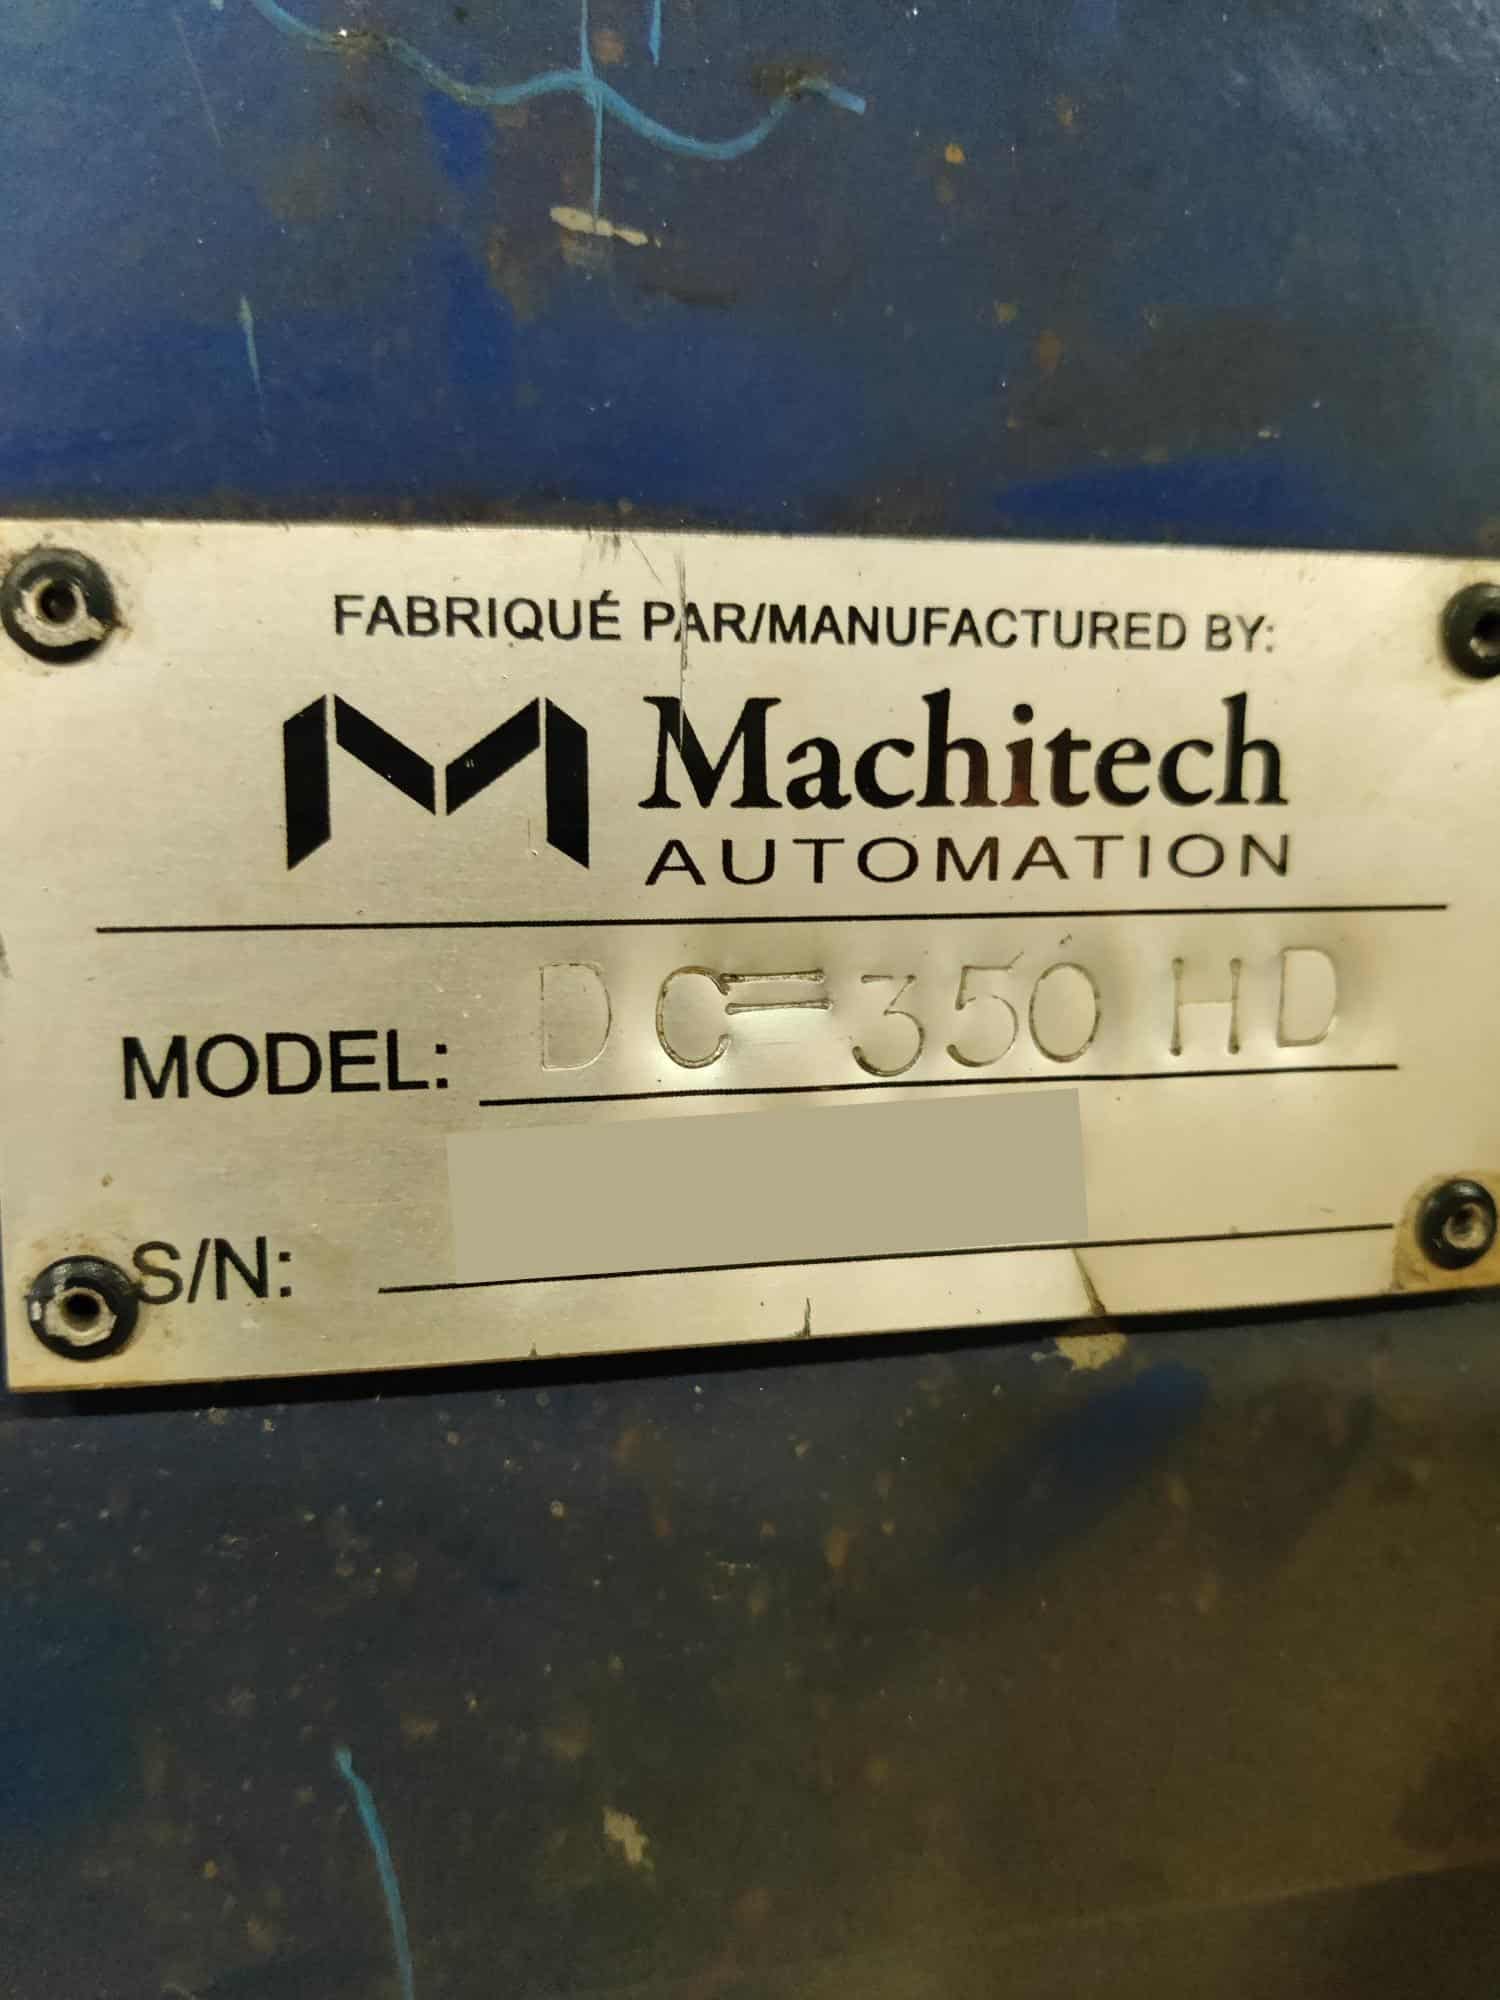 FABRIQUÉ PAR/MANUFACTURED BY:
Machitech
AUTOMATION
MODEL: DC=350 HD
S/N: